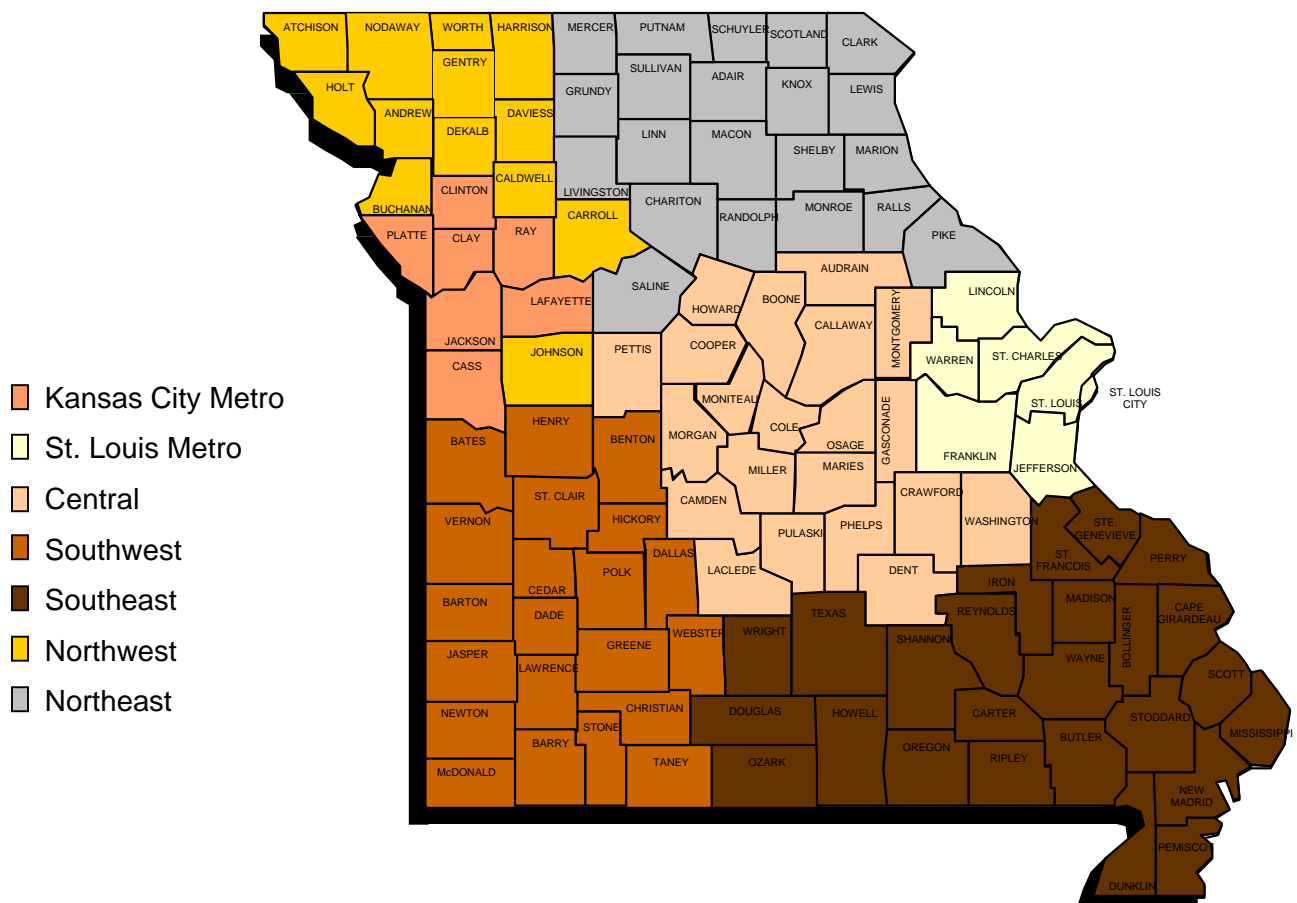 ATCHISON
NODAWAY
WORTH
HARRISON
MERCER
PUTNAM
SCHUYLER
SCOTLAND
CLARK
GENTRY
SULLIVAN
ADAIR
KNOX
LEWIS
HOLT
GRUNDY
ANDREW
DAVIESS
DEKALB
LINN
MACON
SHELBY
MARION
CLINTON
CALDWELL
LIVINGSTON
BUCHANAN
CARROLL
CHARITON
RANDOLPH
MONROE
RALLS
PLATTE
CLAY
RAY
PIKE
AUDRAIN
SALINE
LINCOLN
LAFAYETTE
HOWARD
BOONE
CALLAWAY
MONTGOMERY
JACKSON
JOHNSON
PETTIS
COOPER
WARREN
ST. CHARLES
CASS
MONITEAU
ST. LOUIS
ST. LOUIS
CITY
Kansas City Metro
St. Louis Metro
Central
Southwest
Southeast
Northwest
Northeast
HENRY
BATES
BENTON
MORGAN
COLE
OSAGE
GASCONADE
FRANKLIN
JEFFERSON
MILLER
MARIES
ST. CLAIR
CAMDEN
CRAWFORD
WASHINGTON
VERNON
HICKORY
PULASKI
PHELPS
STE.
GENEVIEVE
DALLAS
POLK
LACLEDE
DENT
ST.
FRANCOIS
PERRY
CEDAR
IRON
BARTON
DADE
TEXAS
REYNOLDS
MADISON
BOLLINGER
CAPE
GIRARDEAU
WEBSTER
WRIGHT
SHANNON
GREENE
JASPER
LAWRENCE
WAYNE
SCOTT
NEWTON
CHRISTIAN
STONE
DOUGLAS
HOWELL
CARTER
STODDARD
MISSISSIPPI
BARRY
BUTLER
OREGON
RIPLEY
McDONALD
TANEY
OZARK
NEW
MADRID
PEMISCOT
DUNKLIN